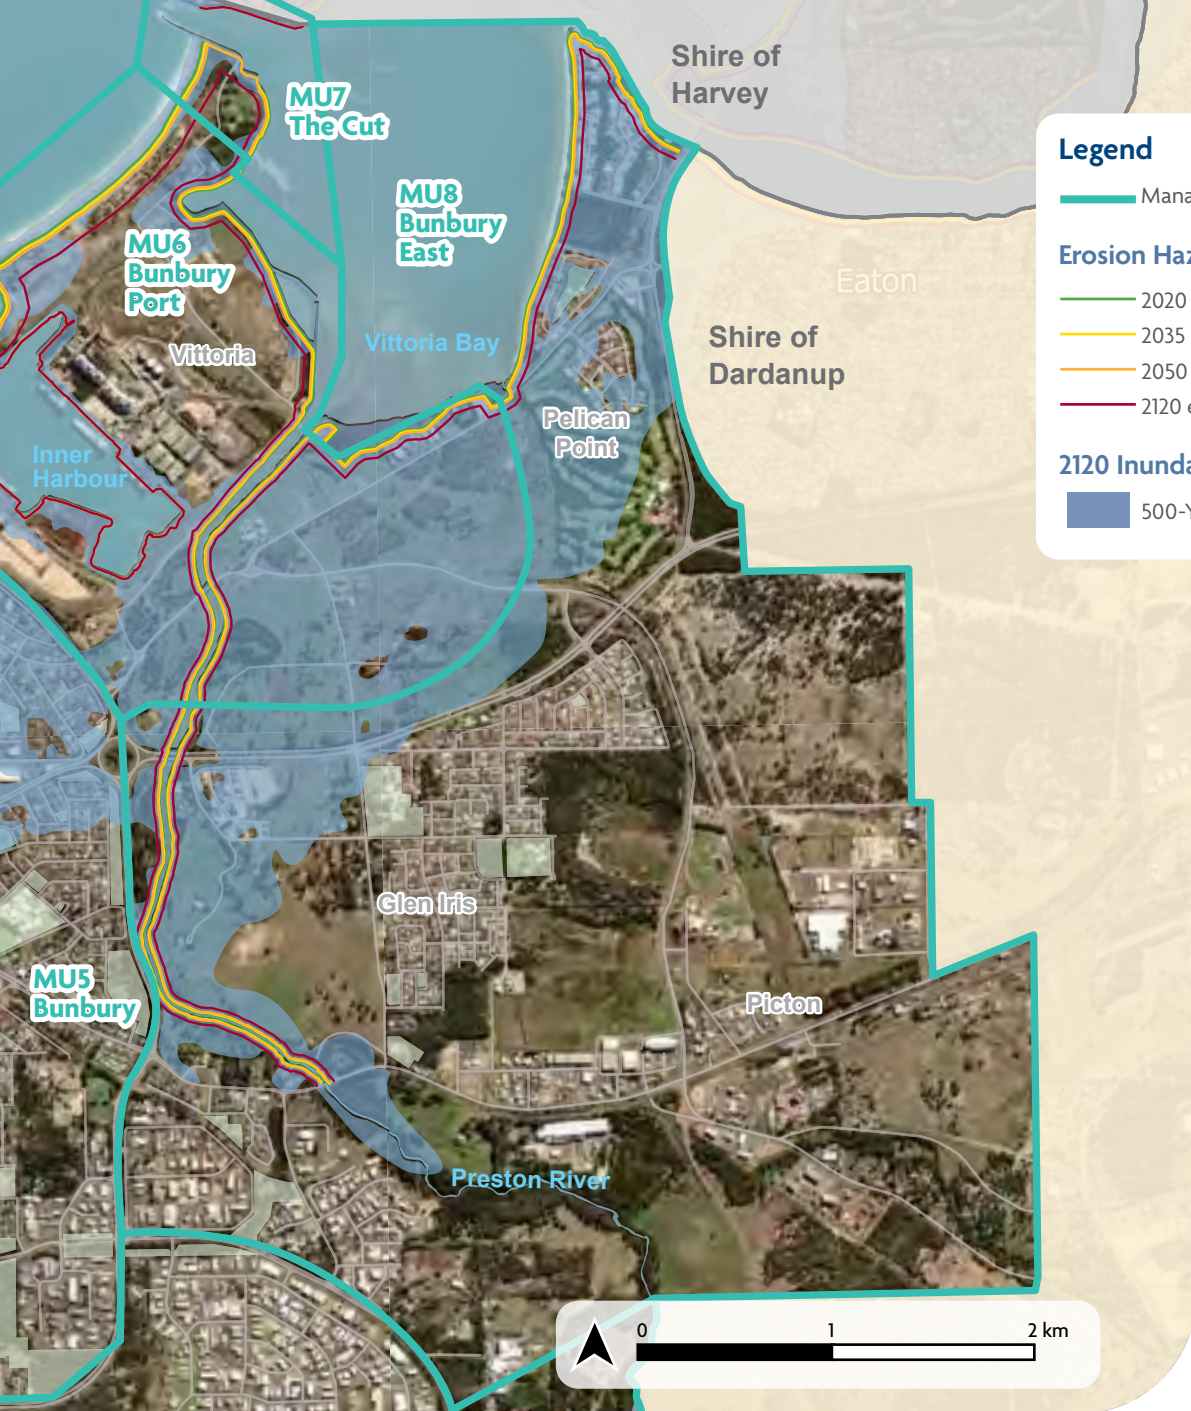 Shire of
Harvey
MU7
The Cut
Legend
Mana
MU8
Bunbury
East
MU6
Bunbury
Port
Erosion Haz
2020
2035
2050
2120 e
Eaton
Shire of
Dardanup
Vittoria Bay
Vittoria
Pelican
Point
Inner
Harbour
2120 Inunda
500-Y
Glen Iris
MU5
Bunbury
Picton
Preston River
0 1 2 km